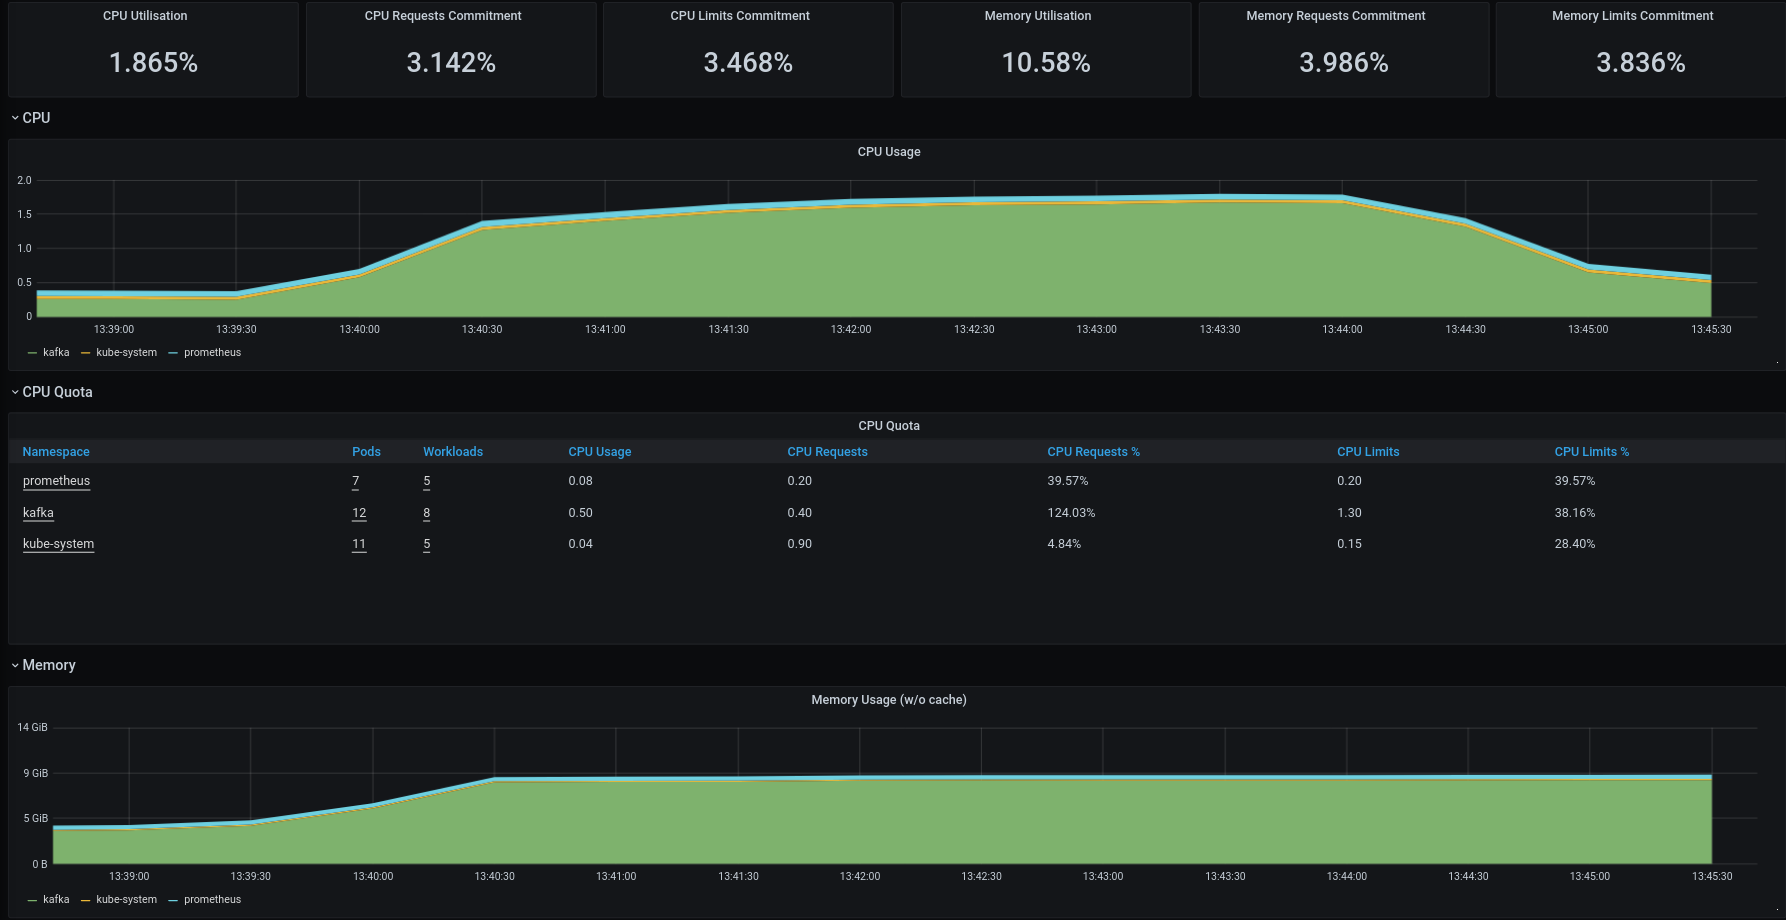 CPU Utilisation CPU Requests Commitment CPU Limits Commitment Memory Utilisation Memory Requests Commitment Memory Limits Commitment
1.865% 3.142% 3.468% 10.58% 3.986% 3.836%
CPU
CPU Usage
2.0
1.5
1.0
0.5
0
13:39:00 13:39:30 13:40:00 13:40:30 13:41:00 13:41:30 13:42:00 13:42:30 13:43:00 13:43:30 13:44:00 13:44:30 13:45:00 13:45:30
kafka kube-system prometheus
CPU Quota
CPU Quota
Namespace Pods Workloads CPU Usage CPU Requests CPU Requests % CPU Limits CPU Limits %
prometheus 7 5 0.08 0.20 39.57% 0.20 39.57%
kafka 12 8 0.50 0.40 124.03% 1.30 38.16%
kube-system 11 5 0.04 0.90 4.84% 0.15 28.40%
Memory
Memory Usage (w/o cache)
14 GiB
9 GiB
5 GiB
0 B
13:39:00 13:39:30 13:40:00 13:40:30 13:41:00 13:41:30 13:42:00 13:42:30 13:43:00 13:43:30 13:44:00 13:44:30 13:45:00 13:45:30
kafka kube-system prometheus